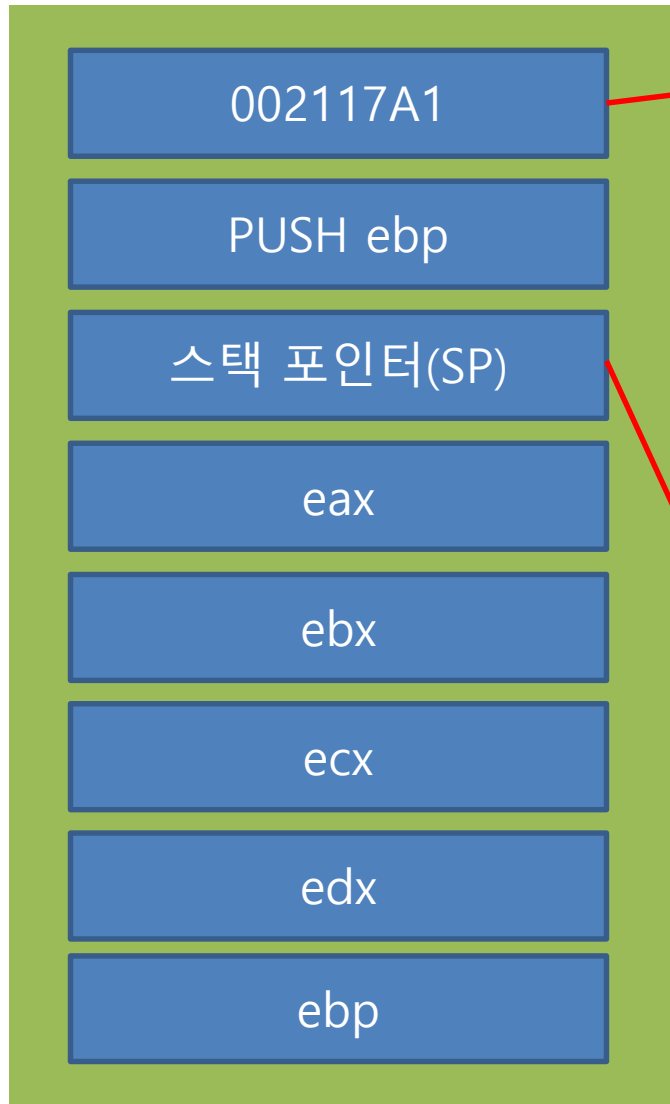 002117A1
PUSH ebp
스택 포인터(SP)
eax
ebx
ecx
edx
ebp